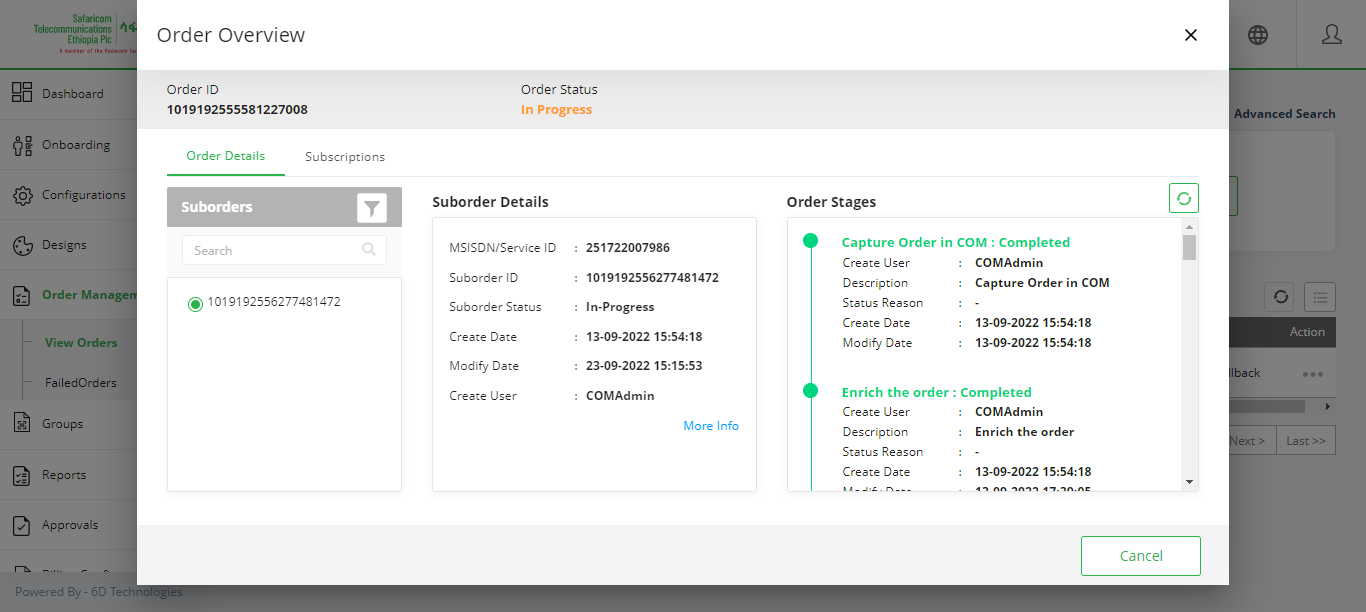 Safaricom
Telecommunications
Ethiopia Plc
Order Overview
Order ID
1019192555581227008
Order Status
In Progress
Advanced Search
Dashboard
Onboarding
Configurations
Designs
Order Managem
View Orders
FailedOrders
Groups
Reports
Approvals
Powered By - 6D Technologies
Order Details
Subscriptions
Suborders
Search
1019192556277481472
Suborder Details
MSISDN/Service ID : 251722007986
Suborder ID : 1019192556277481472
Suborder Status : In-Progress
Create Date : 13-09-2022 15:54:18
Modify Date : 23-09-2022 15:15:53
Create User : COMAdmin
More Info
Order Stages
Capture Order in COM : Completed
Create User : COMAdmin
Description : Capture Order in COM
Status Reason : -
Create Date : 13-09-2022 15:54:18
Modify Date : 13-09-2022 15:54:18
Enrich the order : Completed
Create User : COMAdmin
Description : Enrich the order
Status Reason : -
Create Date : 13-09-2022 15:54:18
Action
llback
Next >
Last >>
Cancel